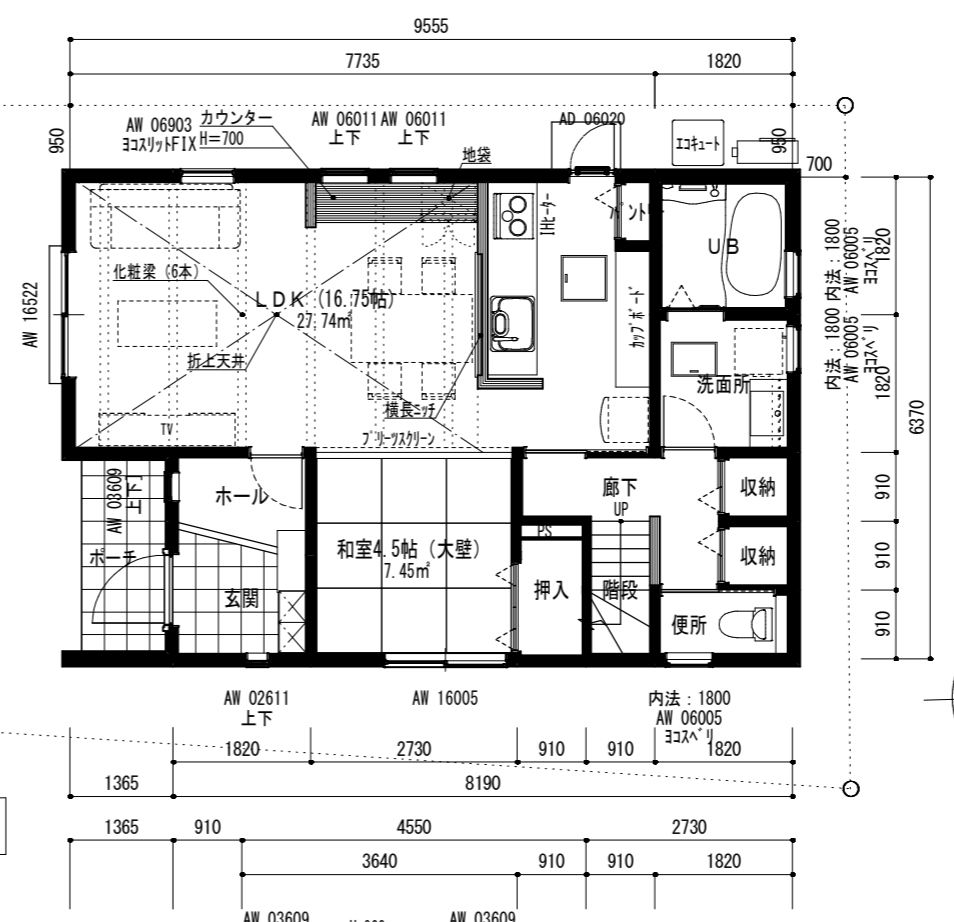 9555
7735
1820
950
AW 06903
ヨコスリットFIX
カウンター
H=700
AW 06011
上下
AW 06011
上下
AD 06020
エコキュート
950
700
地袋
IHヒーター
パントリー
UB
化粧梁（6本）
LDK（16.75帖）
27.74㎡
折上天井
カップボード
AW 16522
内法：1800
AW 06005
ヨコスベリ
1820
内法：1800
AW 06005
ヨコスベリ
1820
6370
洗面所
横長ニッチ
TV
プリーツスクリーン
AW 03609
上下
ホール
廊下
UP
収納
910
ポーチ
和室4.5帖（大壁）
7.45㎡
PS
収納
910
玄関
押入
階段
便所
910
AW 02611
上下
AW 16005
内法：1800
AW 06005
ヨコスベリ
1820
2730
910
910
1820
1365
8190
1365
910
4550
2730
3640
910
910
1820
AW 03609
AW 03609